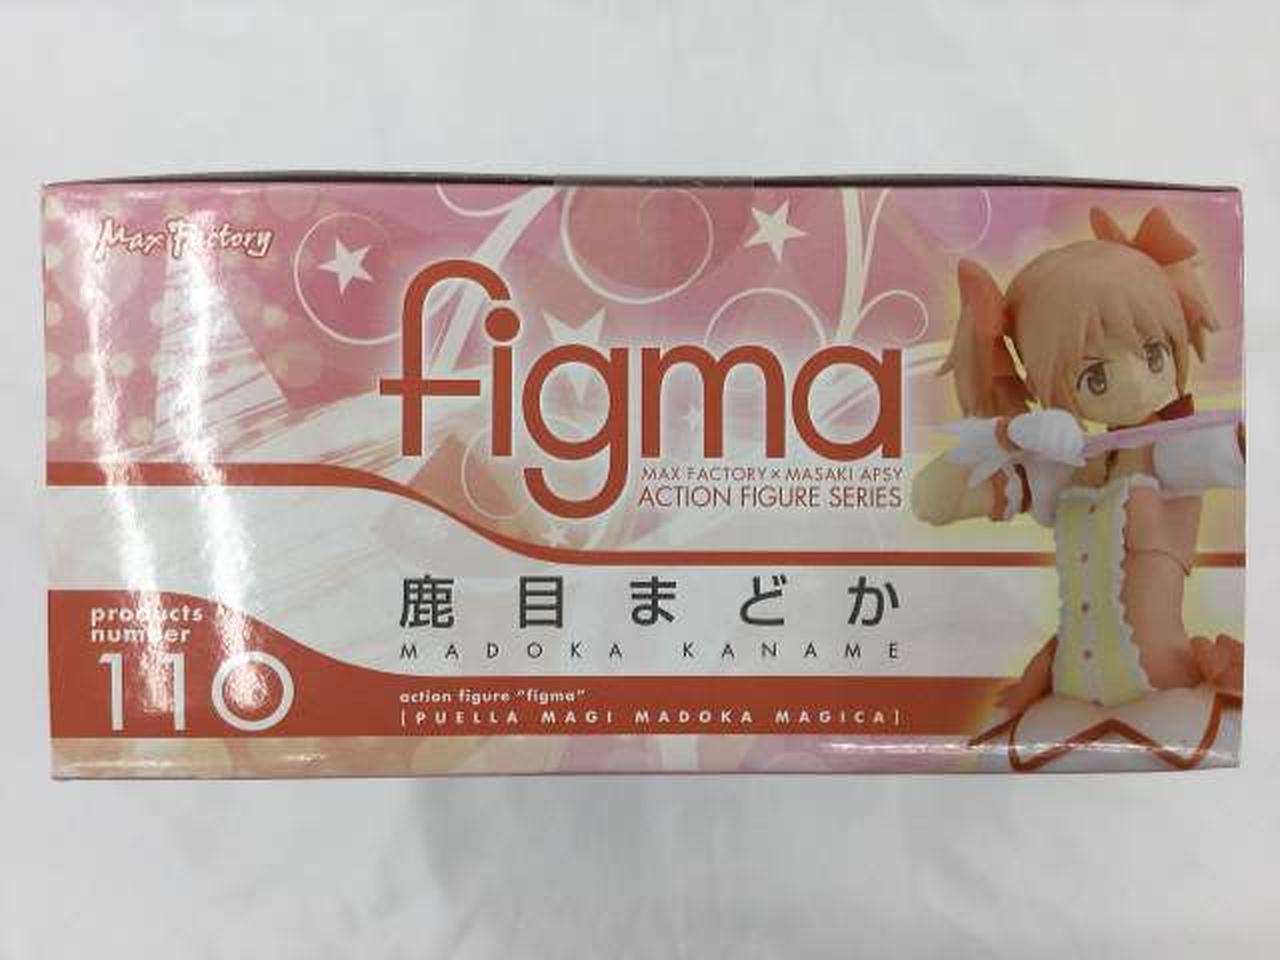 Max Factory
figma
MAX FACTORY×MASAKI APSY
ACTION FIGURE SERIES
鹿目まどか
MADOKA KANAME
products
number
110
action figure "figma"
[PUELLA MAGI MADOKA MAGICA]